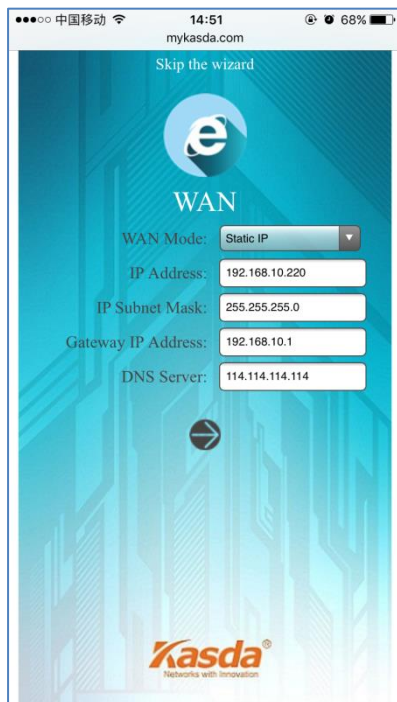 中国移动 14:51 68%
mykasda.com
Skip the wizard
WAN
WAN Mode: Static IP
IP Address: 192.168.10.220
IP Subnet Mask: 255.255.255.0
Gateway IP Address: 192.168.10.1
DNS Server: 114.114.114.114
Kasda®
Networks with Innovation